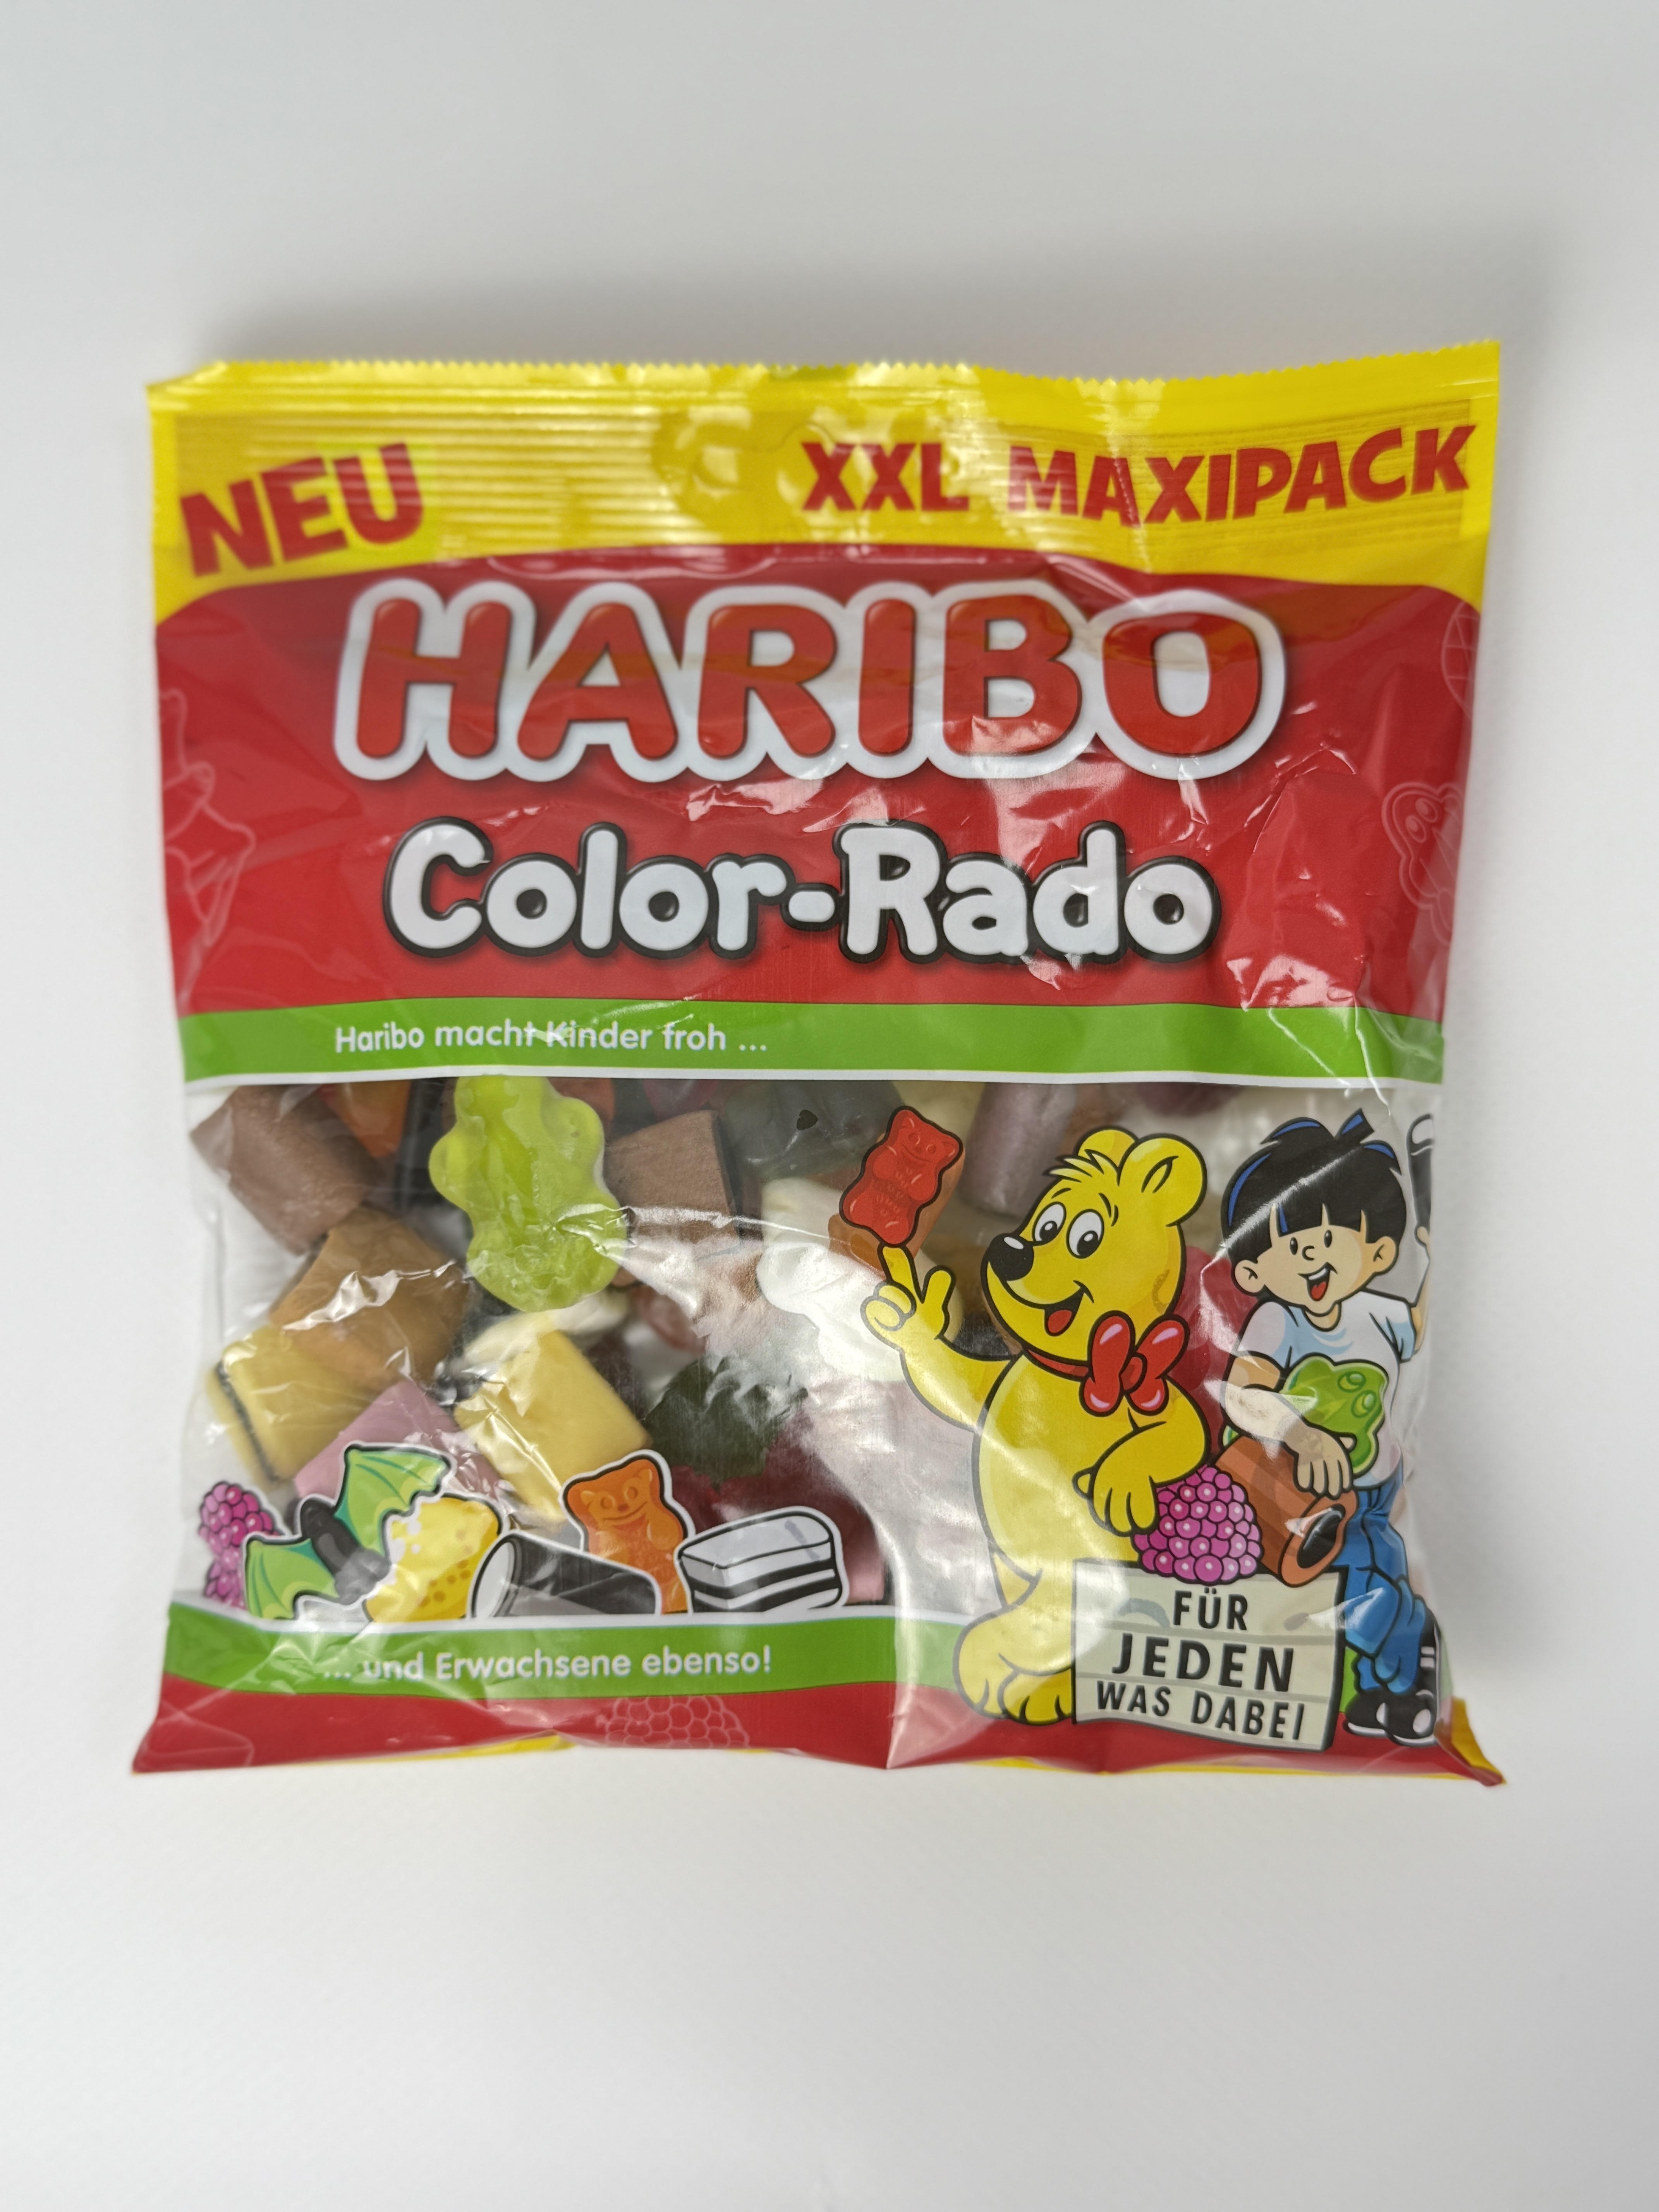 NEU
XXL MAXIPACK
HARIBO
Color-Rado
Haribo macht Kinder froh ...
... und Erwachsene ebenso!
FÜR
JEDEN
WAS DABEI